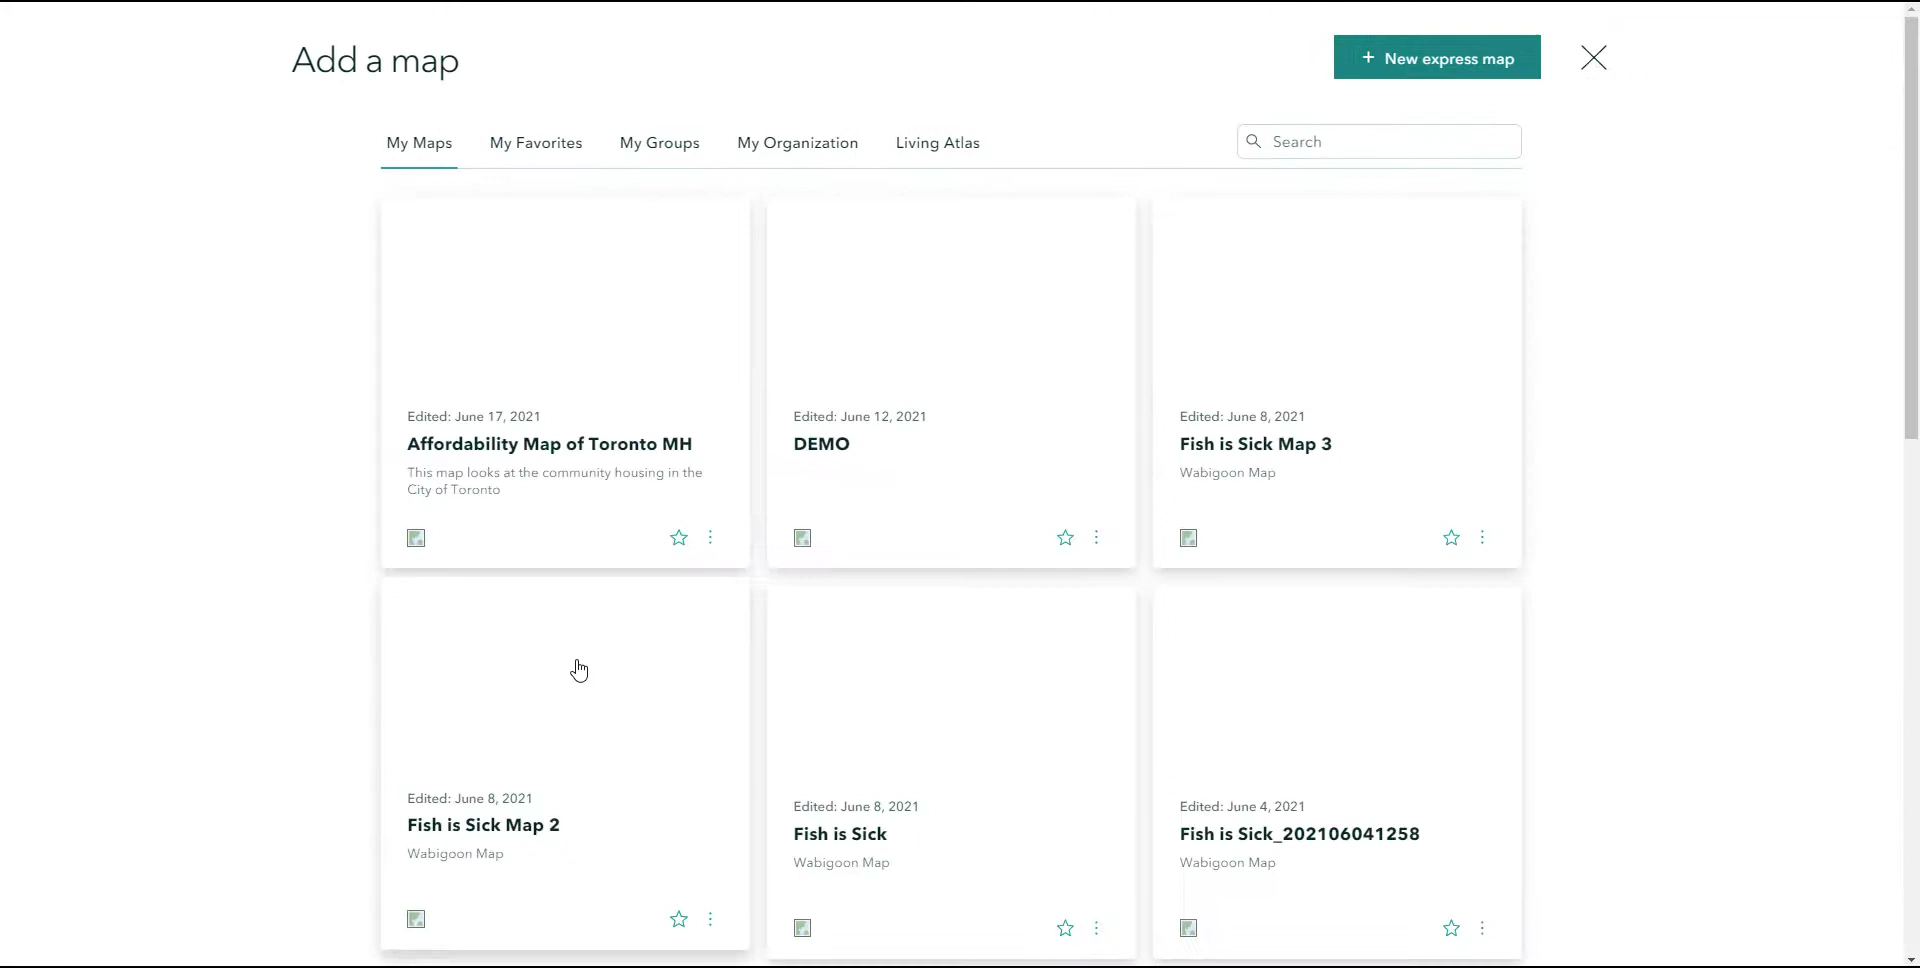 Add a map
+ New express map
My Maps My Favorites My Groups My Organization Living Atlas
Search
Edited: June 17, 2021
Affordability Map of Toronto MH
This map looks at the community housing in the
City of Toronto
Edited: June 12, 2021
DEMO
Edited: June 8, 2021
Fish is Sick Map 3
Wabigoon Map
Edited: June 8, 2021
Fish is Sick Map 2
Wabigoon Map
Edited: June 8, 2021
Fish is Sick
Wabigoon Map
Edited: June 4, 2021
Fish is Sick_202106041258
Wabigoon Map